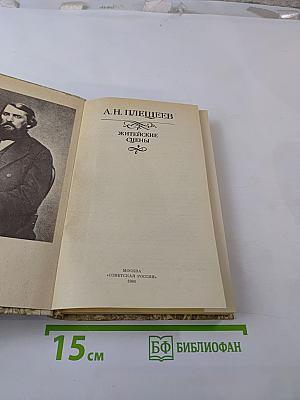 А.Н. ПЛЕЩЕЕВ
ЖИТЕЙСКИЕ
СЦЕНЫ
МОСКВА
«СОВЕТСКАЯ РОССИЯ»
15 см
БФ БИБЛИОФАН